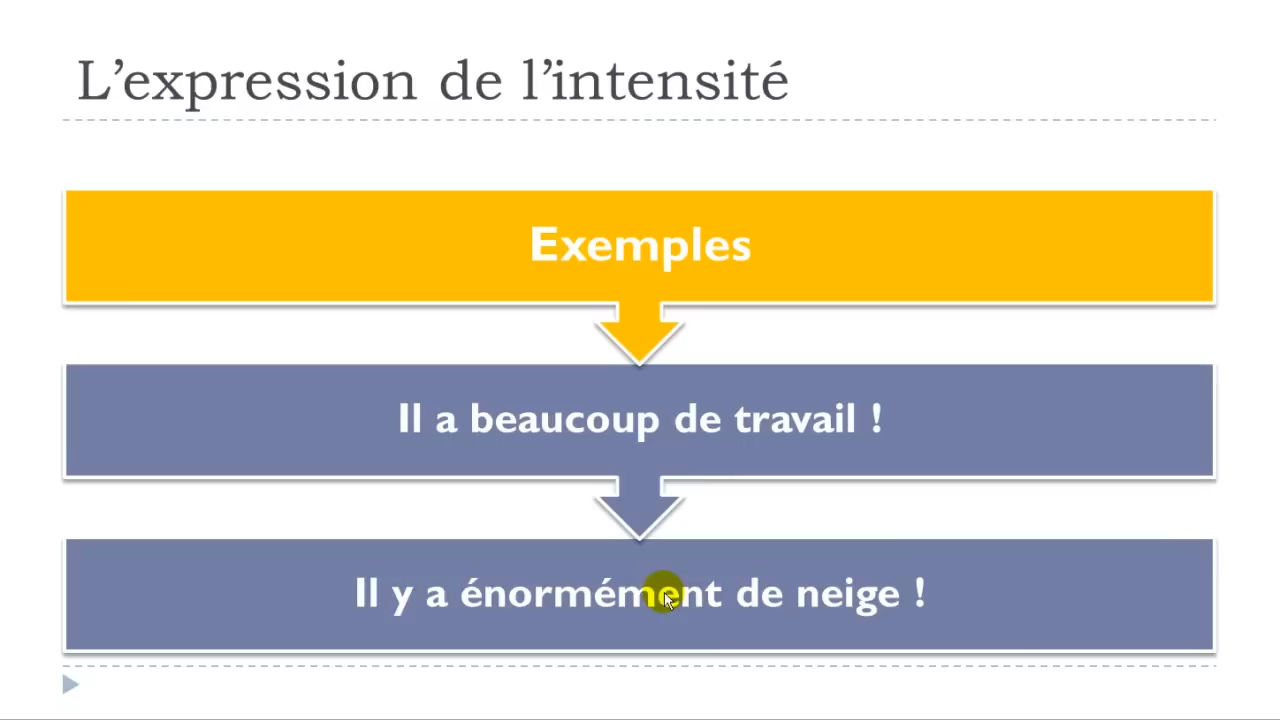 L’expression de l’intensité
Exemples
Il a beaucoup de travail !
Il y a énormément de neige !